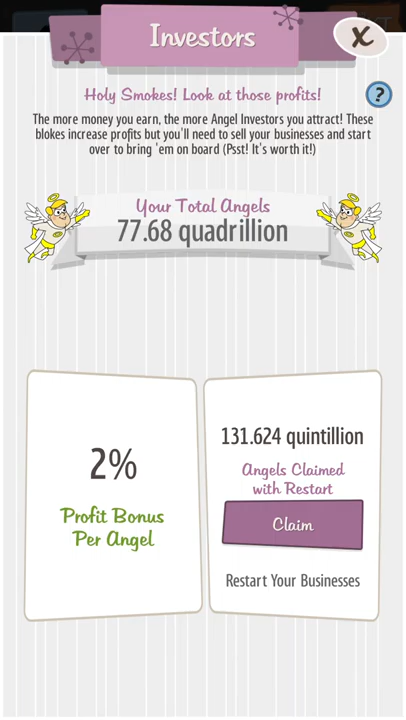 Investors
X
Holy Smokes! Look at those profits!
?
The more money you earn, the more Angel Investors you attract! These
blokes increase profits but you'll need to sell your businesses and start
over to bring 'em on board (Psst! It's worth it!)
Your Total Angels
77.68 quadrillion
2%
Profit Bonus
Per Angel
131.624 quintillion
Angels Claimed
with Restart
Claim
Restart Your Businesses